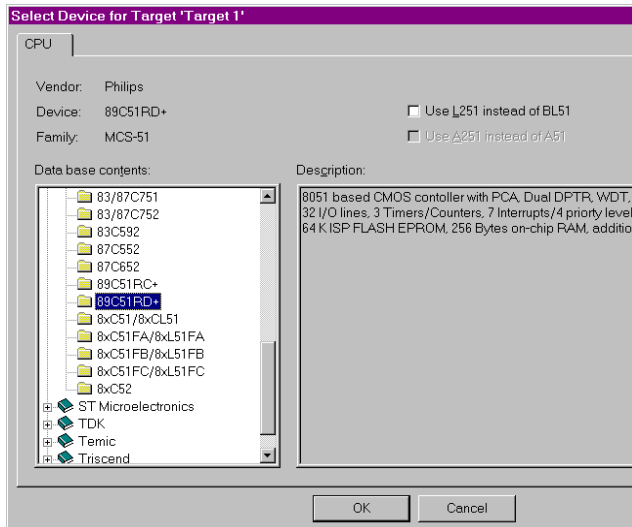 Select Device for Target 'Target 1'
CPU
Vendor: Philips
Device: 89C51RD+
Use L251 instead of BL51
Family: MCS-51
Use A251 instead of A51
Data base contents:
Description:
83/87C751
83/87C752
83C592
87C552
87C652
89C51RC+
89C51RD+
8xC51/8xCL51
8xC51FA/8xL51FA
8xC51FB/8xL51FB
8xC51FC/8xL51FC
8xC52
ST Microelectronics
TDK
Temic
Triscend
8051 based CMOS contoller with PCA, Dual DPTR, WDT,
32 I/O lines, 3 Timers/Counters, 7 Interrupts/4 priorty level
64 K ISP FLASH EPROM, 256 Bytes on-chip RAM, additio
OK
Cancel